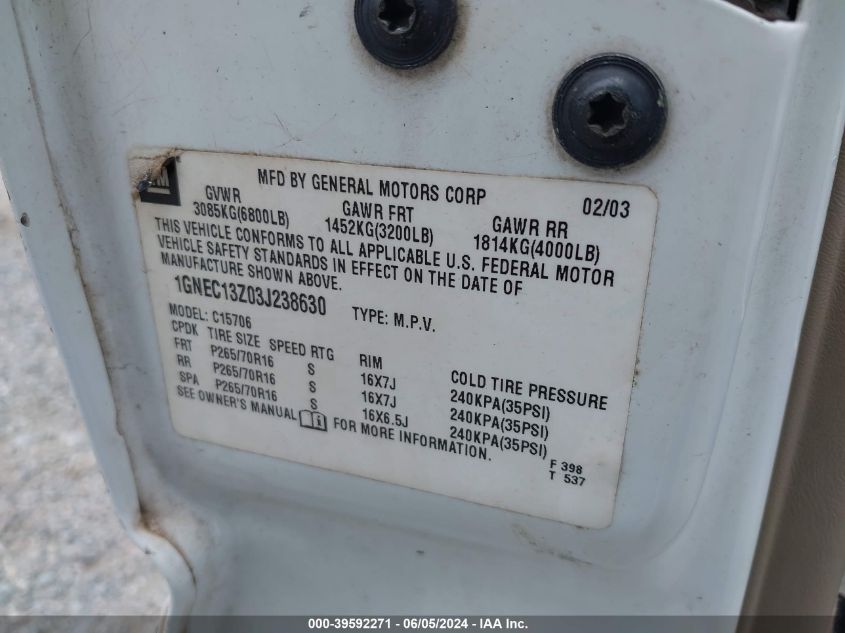 GM
MFD BY GENERAL MOTORS CORP 02/03
GVWR GAWR FRT GAWR RR
3085KG(6800LB) 1452KG(3200LB) 1814KG(4000LB)
THIS VEHICLE CONFORMS TO ALL APPLICABLE U.S. FEDERAL MOTOR
VEHICLE SAFETY STANDARDS IN EFFECT ON THE DATE OF
MANUFACTURE SHOWN ABOVE.
1GNEC13Z03J238630 TYPE: M.P.V.
MODEL: C15706
CPDK TIRE SIZE SPEED RTG RIM COLD TIRE PRESSURE
FRT P265/70R16 S 16X7J 240KPA(35PSI)
RR P265/70R16 S 16X7J 240KPA(35PSI)
SPA P265/70R16 S 16X6.5J 240KPA(35PSI)
SEE OWNER'S MANUAL FOR MORE INFORMATION.
F 398
T 537
000-39592271 - 06/05/2024 - IAA Inc.